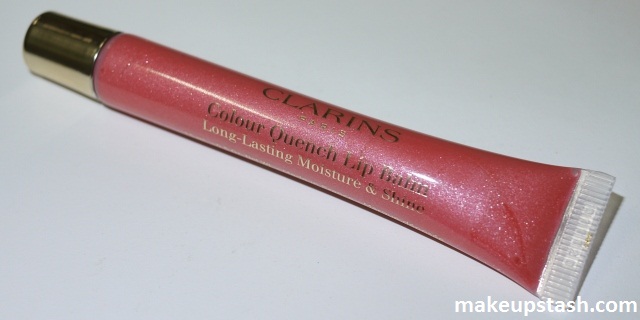 CLARINS
PARIS
Colour Quench Lip Balm
Long-Lasting Moisture & Shine
makeupstash.com